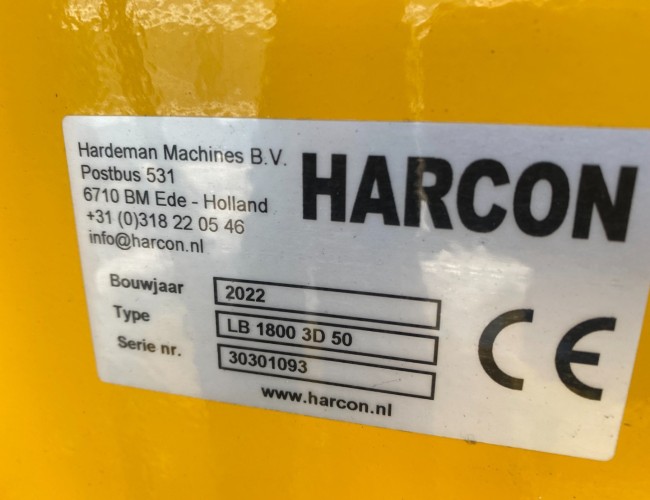 Hardeman Machines B.V.
Postbus 531
6710 BM Ede - Holland
+31 (0)318 22 05 46
info@harcon.nl
HARCON
Bouwjaar 2022
Type LB 1800 3D 50
Serie nr. 30301093
www.harcon.nl
CE